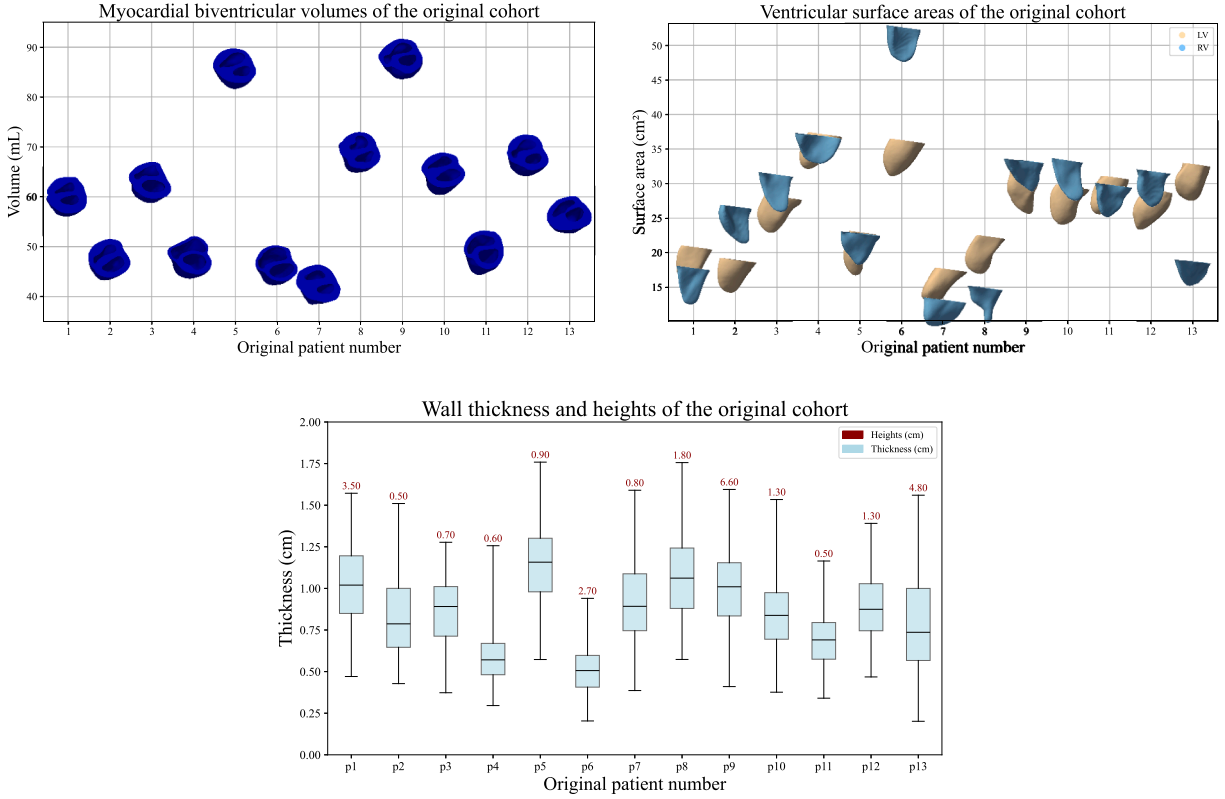 Myocardial biventricular volumes of the original cohort
Volume (mL)
90
80
70
60
50
40
1 2 3 4 5 6 7 8 9 10 11 12 13
Original patient number
Ventricular surface areas of the original cohort
LV
RV
Surface area (cm²)
50
45
40
35
30
25
20
15
1 2 3 4 5 6 7 8 9 10 11 12 13
Original patient number
Wall thickness and heights of the original cohort
Heights (cm)
Thickness (cm)
Thickness (cm)
2.00
1.75
1.50
1.25
1.00
0.75
0.50
0.25
0.00
3.50 0.50 0.70 0.60 0.90 2.70 0.80 1.80 6.60 1.30 0.50 1.30 4.80
p1 p2 p3 p4 p5 p6 p7 p8 p9 p10 p11 p12 p13
Original patient number